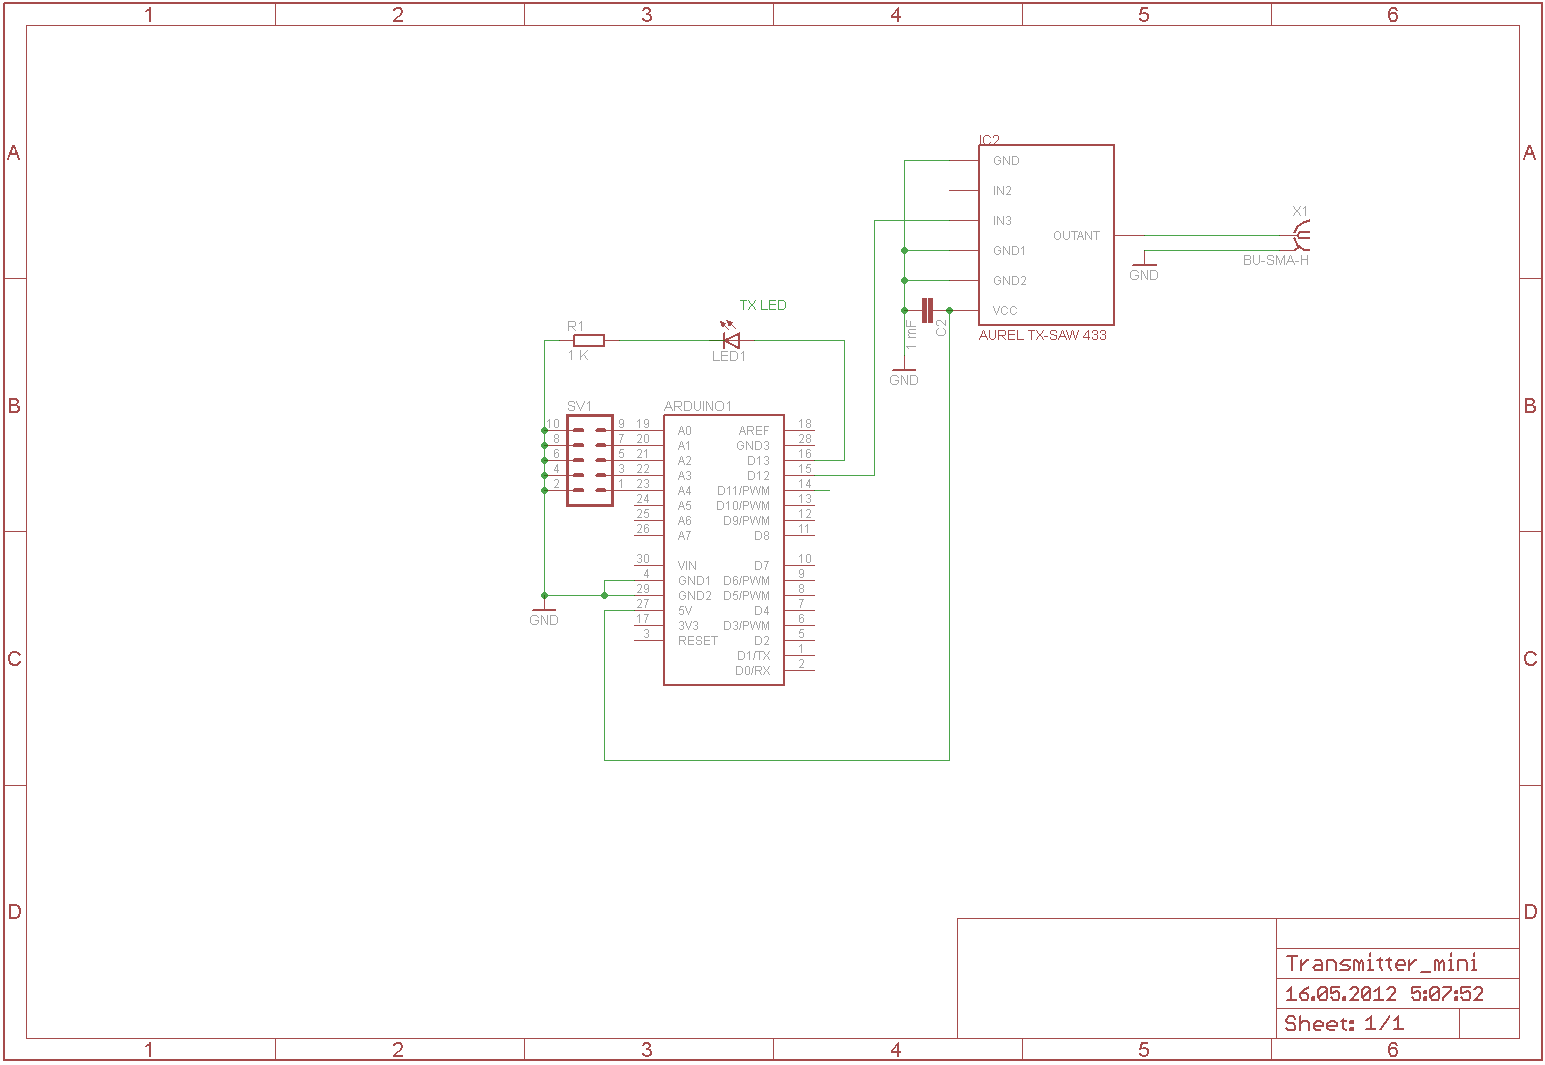 1 2 3 4 5 6
A A
IC2
GND
IN2
IN3
GND1
GND2
VCC
OUTANT
AUREL TX-SAW 433
X1
BU-SMA-H
GND
1 mF
C2
GND
TX LED
LED1
R1
1 K
B B
SV1
10 9
8 7
6 5
4 3
2 1
ARDUINO1
19 A0 AREF 18
20 A1 GND3 28
21 A2 D13 16
22 A3 D12 15
23 A4 D11/PWM 14
24 A5 D10/PWM 13
25 A6 D9/PWM 12
26 A7 D8 11
30 VIN D7 10
4 GND1 D6/PWM 9
29 GND2 D5/PWM 8
27 5V D4 7
17 3V3 D3/PWM 6
3 RESET D2 5
D1/TX 1
D0/RX 2
GND
C C
D D
Transmitter_mini
16.05.2012 5:07:52
Sheet: 1/1
1 2 3 4 5 6